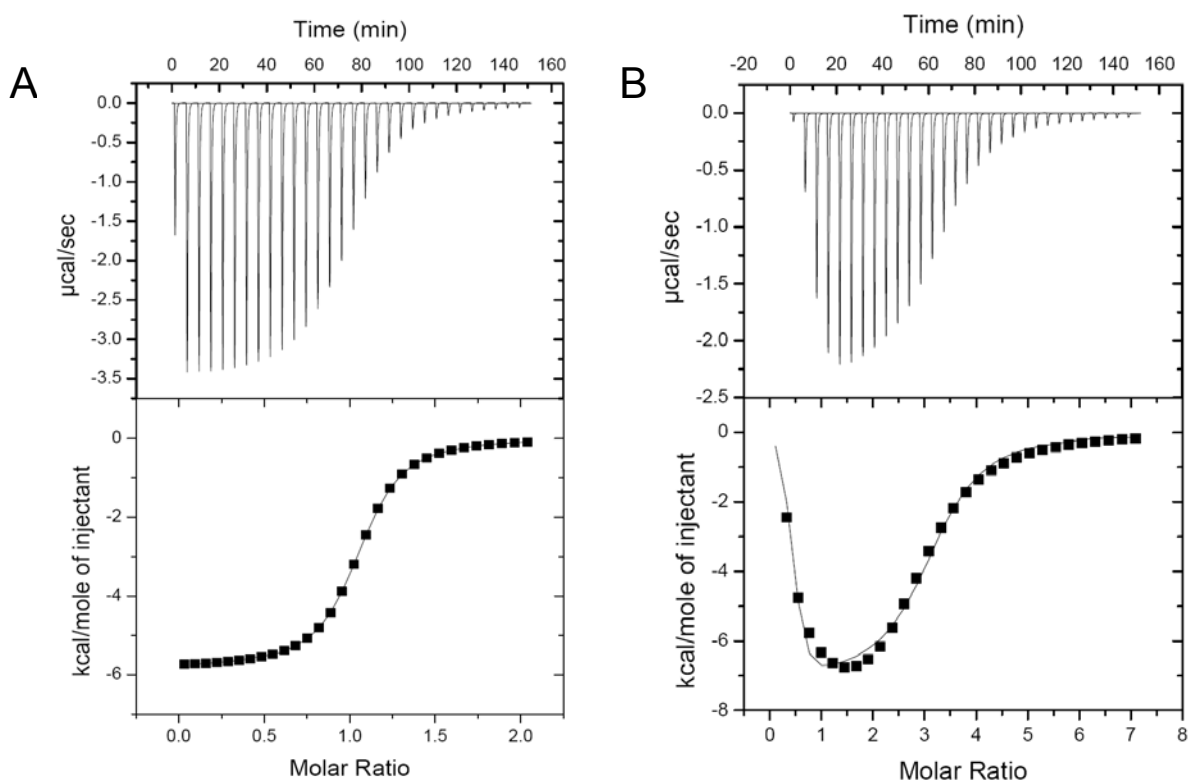 A
Time (min)
0 20 40 60 80 100 120 140 160
0.0
-0.5
-1.0
-1.5
-2.0
-2.5
-3.0
-3.5
µcal/sec
0
-2
-4
-6
kcal/mole of injectant
0.0 0.5 1.0 1.5 2.0
Molar Ratio
B
Time (min)
-20 0 20 40 60 80 100 120 140 160
0.0
-0.5
-1.0
-1.5
-2.0
-2.5
µcal/sec
0
-2
-4
-6
-8
kcal/mole of injectant
0 1 2 3 4 5 6 7 8
Molar Ratio